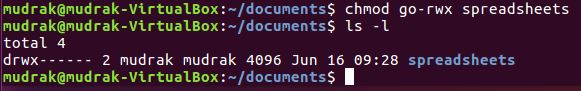 mudrak@mudrak-VirtualBox:~/documents$ chmod go-rwx spreadsheets
mudrak@mudrak-VirtualBox:~/documents$ ls -l
total 4
drwx------ 2 mudrak mudrak 4096 Jun 16 09:28 spreadsheets
mudrak@mudrak-VirtualBox:~/documents$